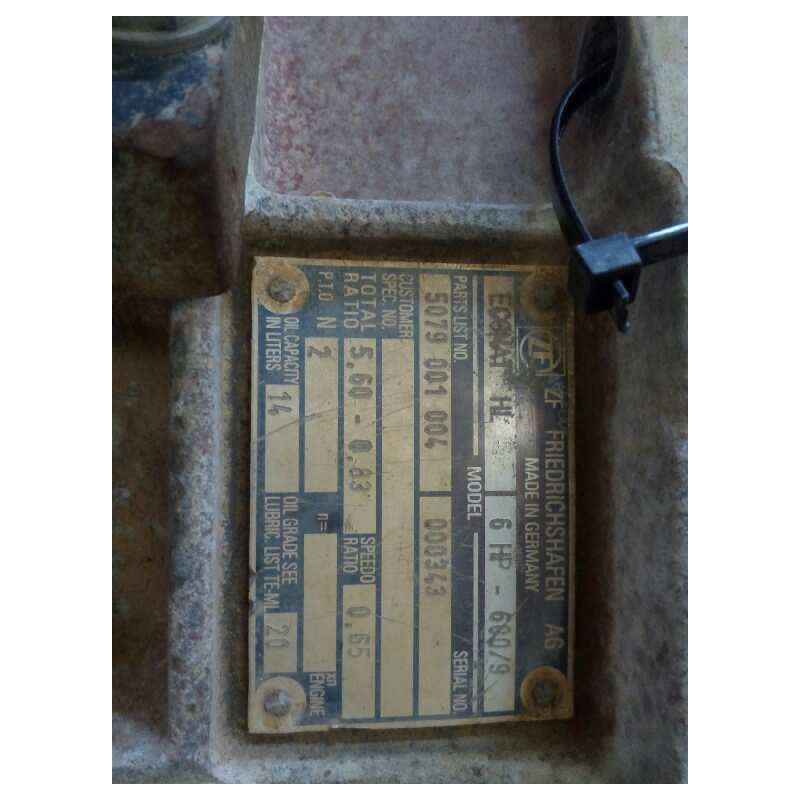 ZF ZF FRIEDRICHSHAFEN AG
MADE IN GERMANY
ECOMAT HL 6 HP - 600/9
MODEL
PARTS LIST NO. SERIAL NO.
5079 001 004 000343
CUSTOMER
SPEC. NO.
TOTAL
RATIO 5,60 - 0,83 SPEEDO
RATIO 0,65
P.T.O N 2 n= xn
ENGINE
OIL CAPACITY
IN LITERS 14 OIL GRADE SEE
LUBRIC. LIST TE-ML 20